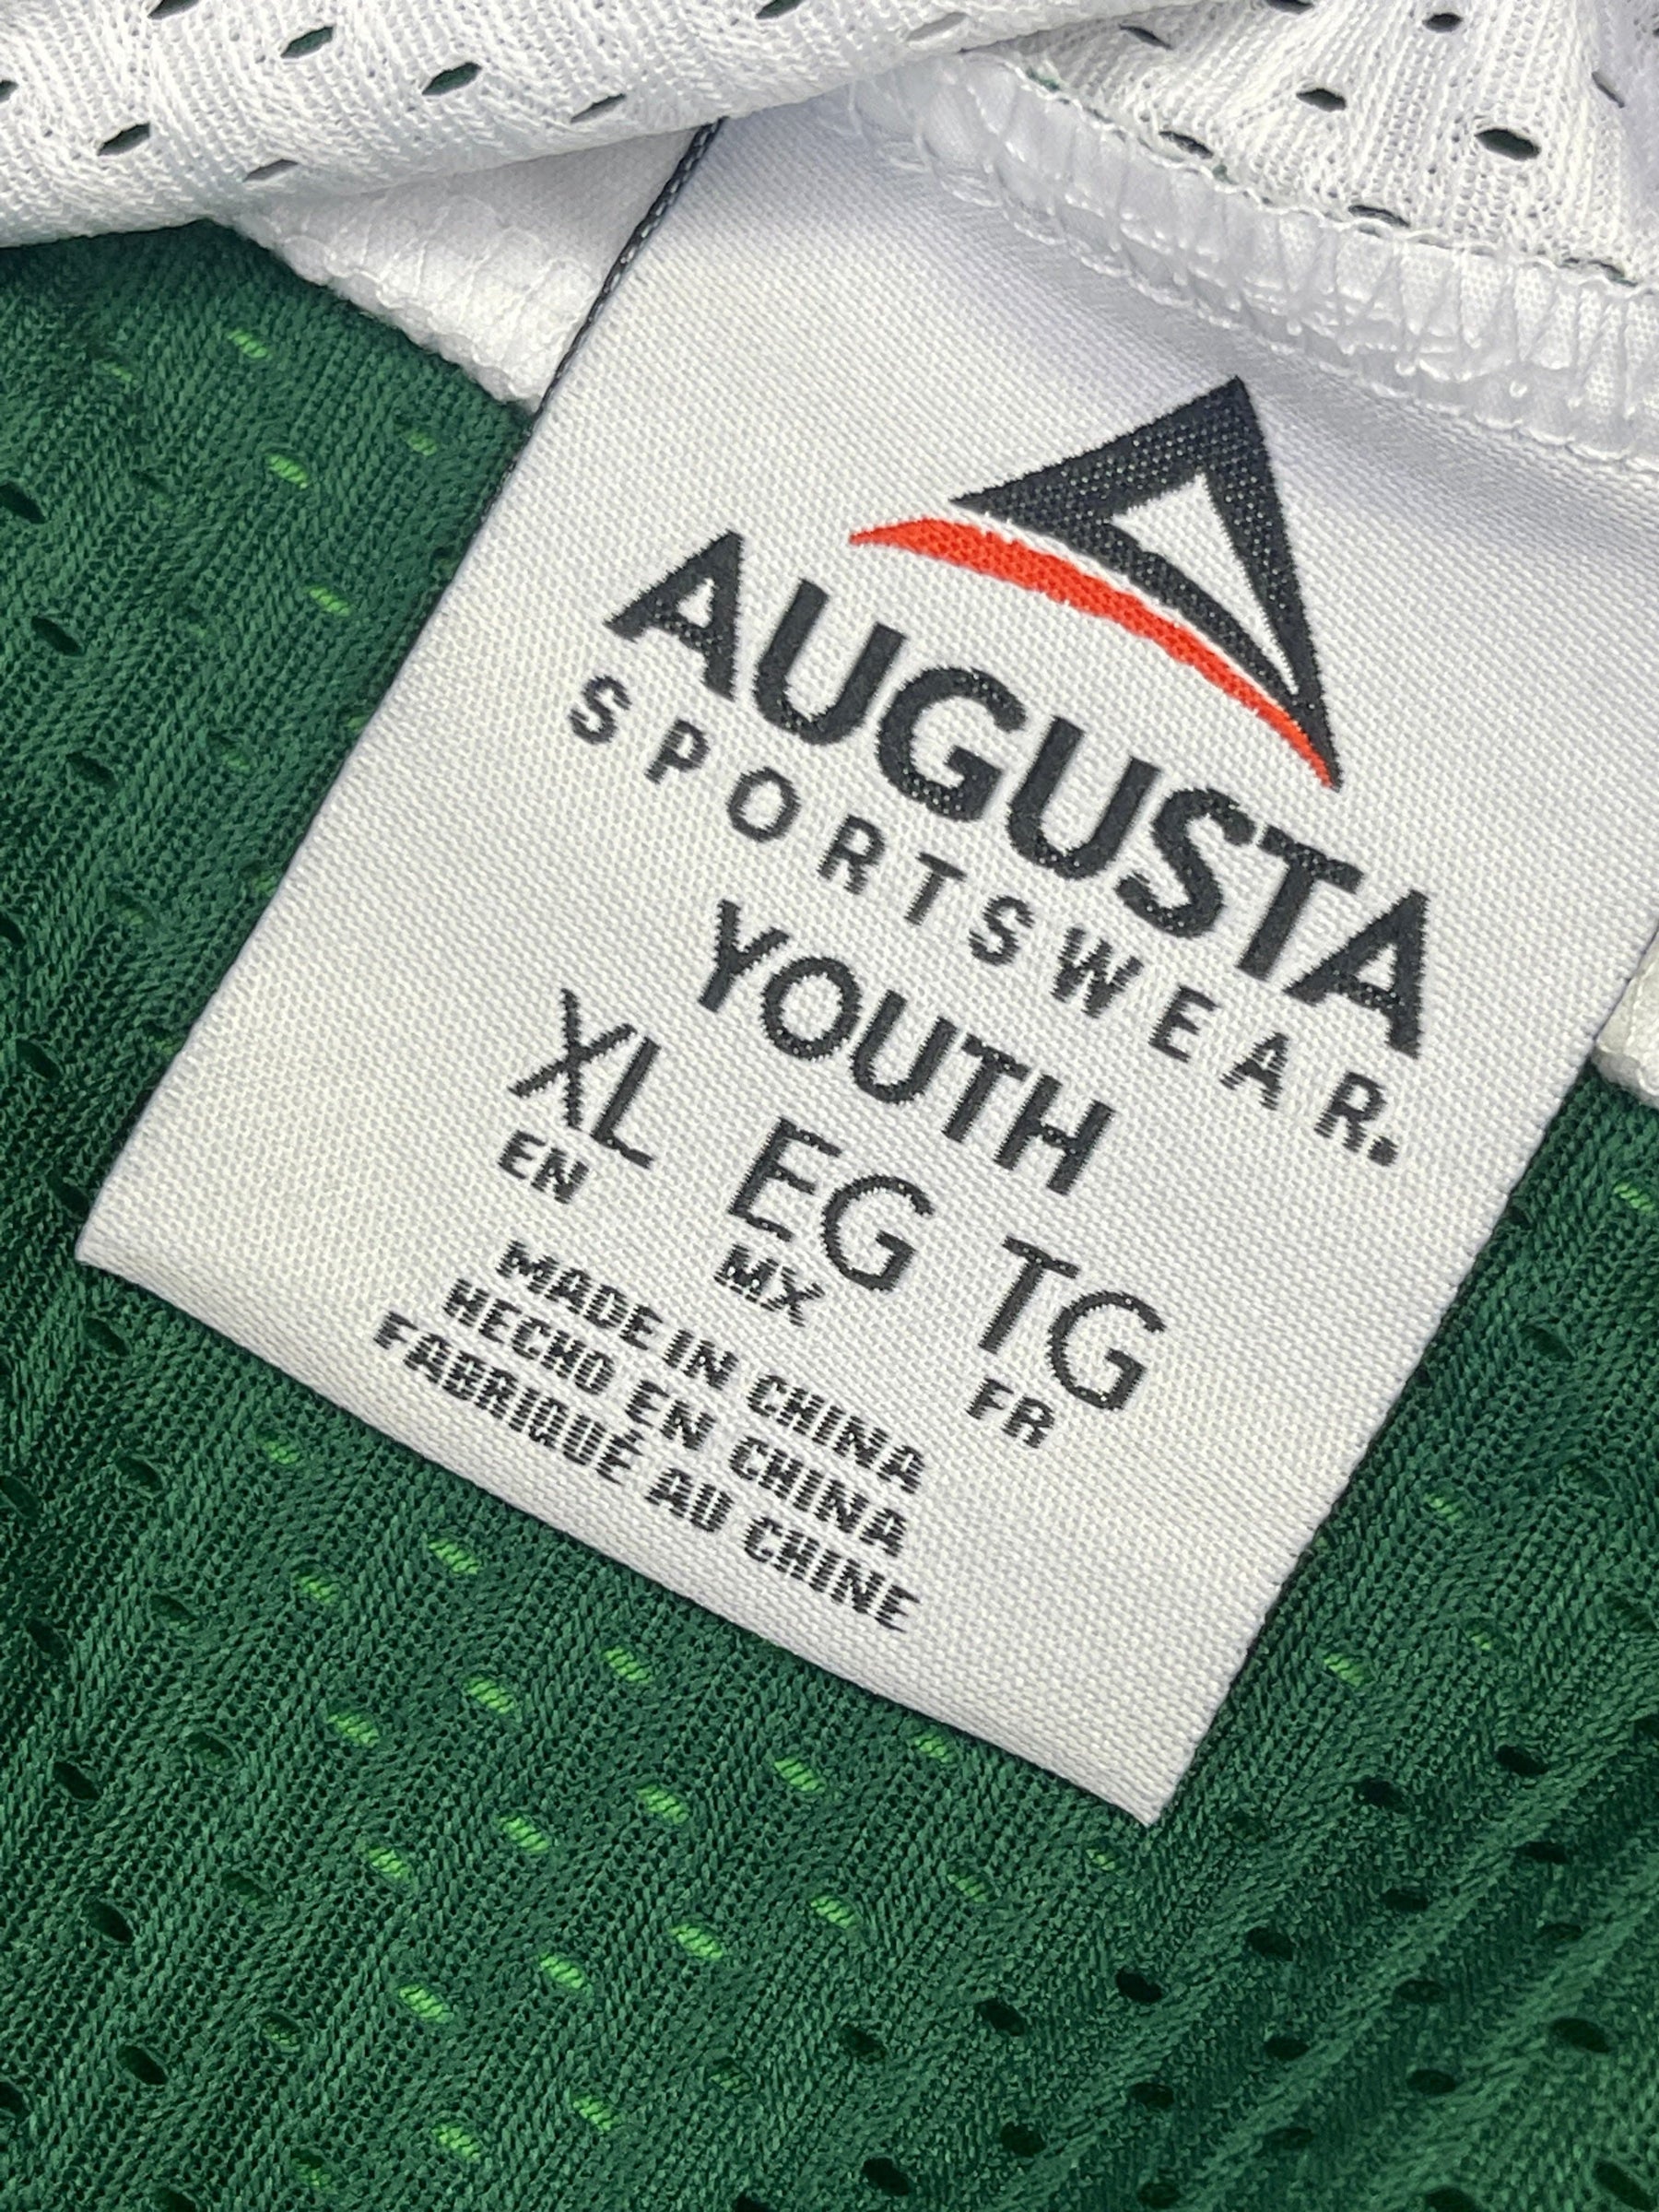 AUGUSTA
SPORTSWEAR.
YOUTH
XL EG TG
EN MX FR
MADE IN CHINA
HECHO EN CHINA
FABRIQUÉ AU CHINE